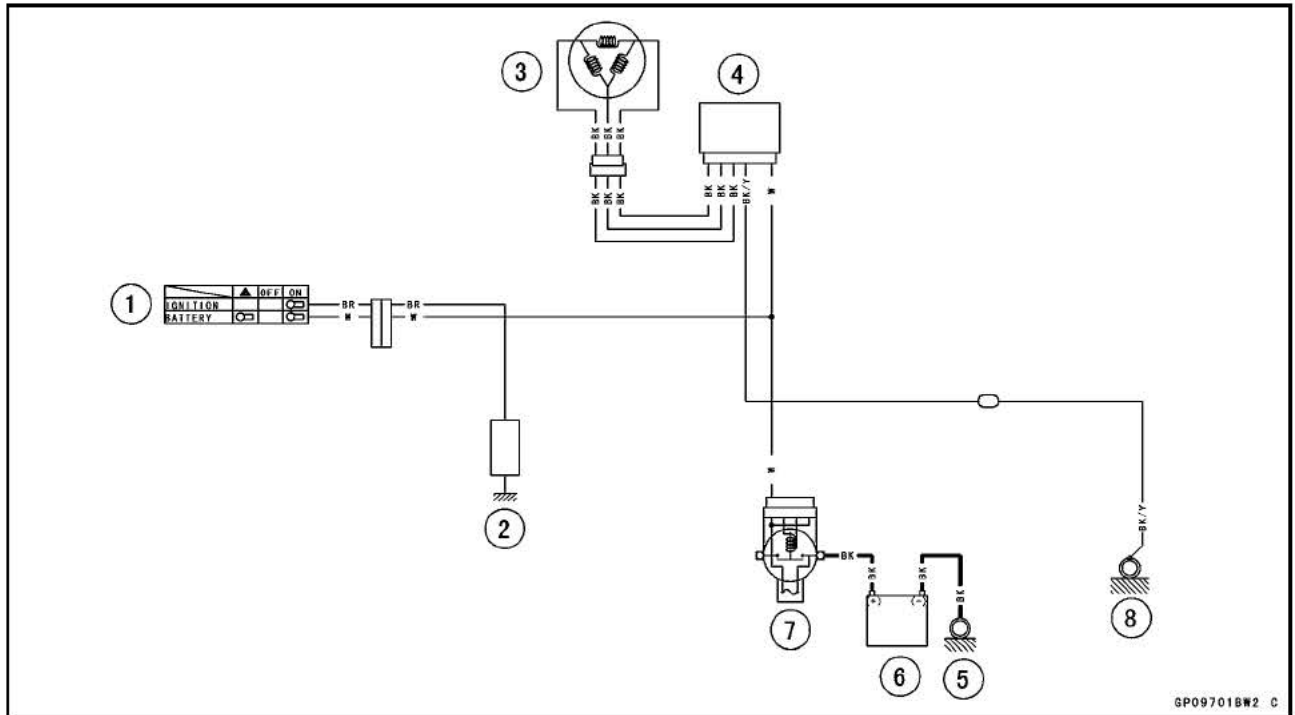 3
4
BK BK BK
BK BK BK
BK BK BK BK/Y W
1
▲ OFF ON
IGNITION
BATTERY
BR BR
W W
2
W
BK
BK BK
(+) (-)
BK
BK/Y
7
6
5
8
GP09701BW2 C